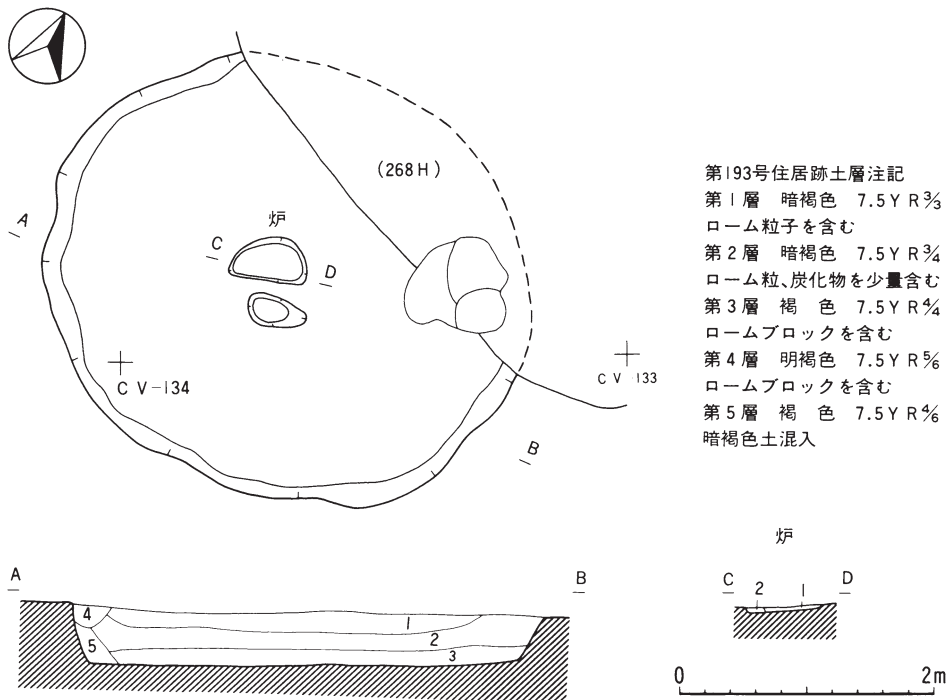 (268H)
炉
A
C
D
CV-134
CV-133
B
第193号住居跡土層注記
第1層 暗褐色 7.5YR3/3
ローム粒子を含む
第2層 暗褐色 7.5YR3/4
ローム粒、炭化物を少量含む
第3層 褐色 7.5YR4/4
ロームブロックを含む
第4層 明褐色 7.5YR5/6
ロームブロックを含む
第5層 褐色 7.5YR4/6
暗褐色土混入
A
B
4
5
1
2
3
炉
C
2
1
D
0
2m